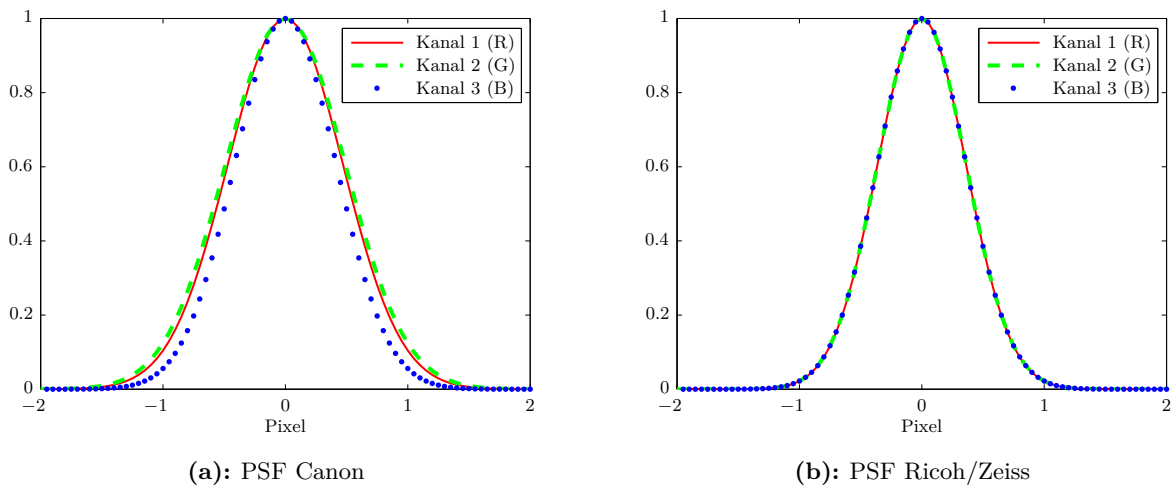 1
0.8
0.6
0.4
0.2
0
−2
−1
0
1
2
Pixel
Kanal 1 (R)
Kanal 2 (G)
Kanal 3 (B)
(a): PSF Canon
1
0.8
0.6
0.4
0.2
0
−2
−1
0
1
2
Pixel
Kanal 1 (R)
Kanal 2 (G)
Kanal 3 (B)
(b): PSF Ricoh/Zeiss